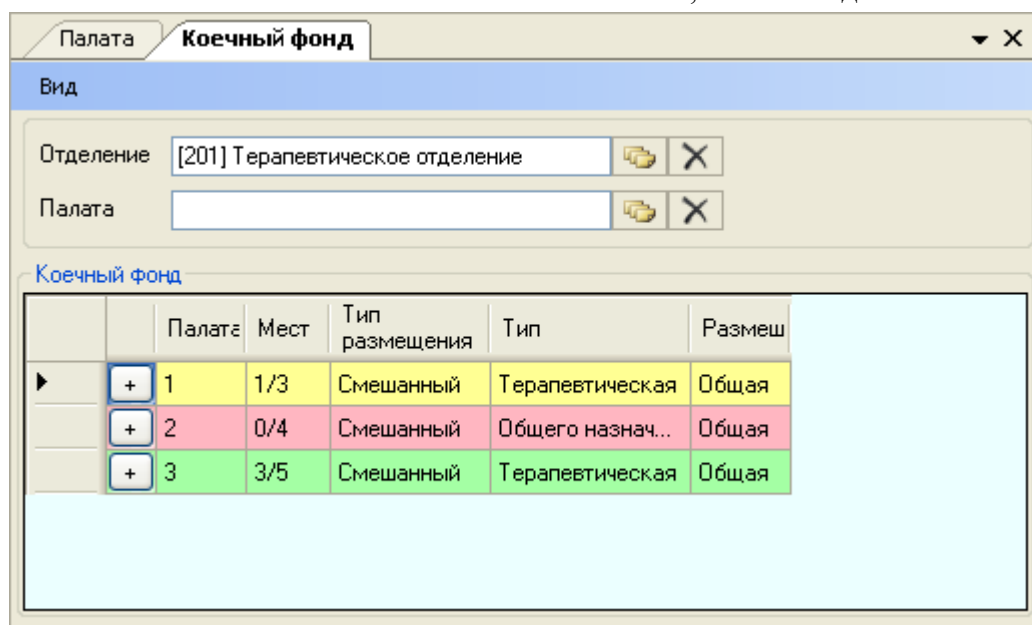 Палата Коечный фонд
Вид
Отделение [201] Терапевтическое отделение
Палата
Коечный фонд
Палата Мест Тип размещения Тип Размещ
+ 1 1/3 Смешанный Терапевтическая Общая
+ 2 0/4 Смешанный Общего назнач... Общая
+ 3 3/5 Смешанный Терапевтическая Общая